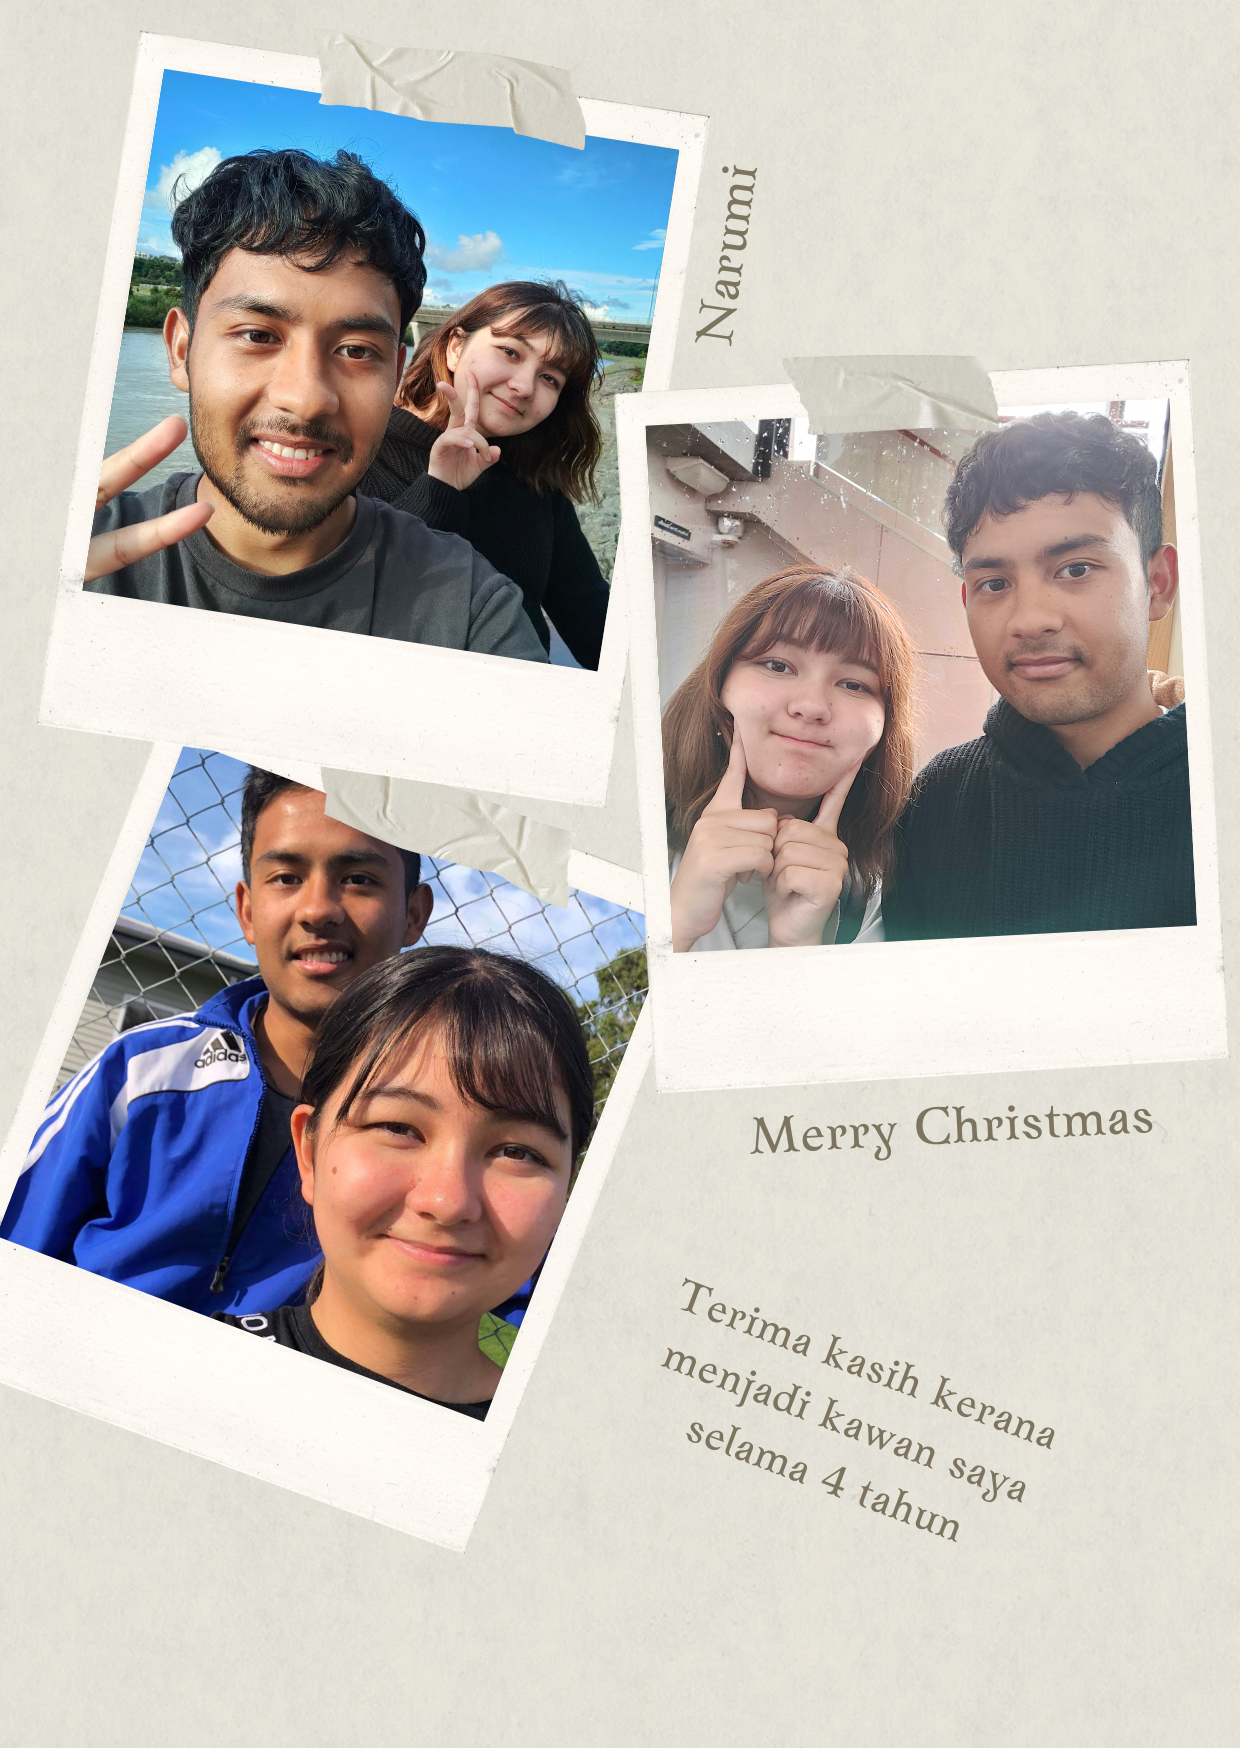 Narumi
adidas
Merry Christmas
Terima kasih kerana
menjadi kawan saya
selama 4 tahun